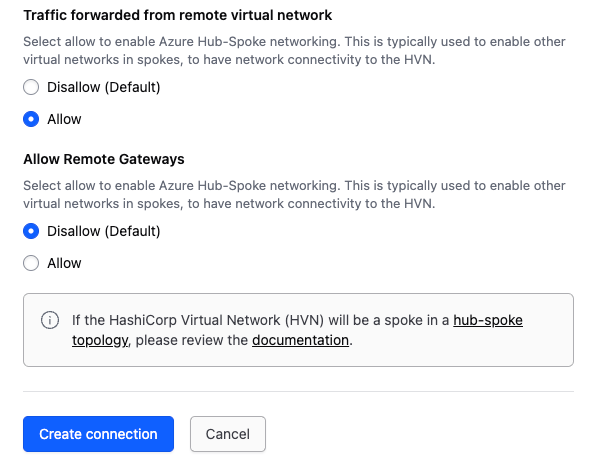 Traffic forwarded from remote virtual network
Select allow to enable Azure Hub-Spoke networking. This is typically used to enable other
virtual networks in spokes, to have network connectivity to the HVN.
Disallow (Default)
Allow
Allow Remote Gateways
Select allow to enable Azure Hub-Spoke networking. This is typically used to enable other
virtual networks in spokes, to have network connectivity to the HVN.
Disallow (Default)
Allow
If the HashiCorp Virtual Network (HVN) will be a spoke in a hub-spoke
topology, please review the documentation.
Create connection
Cancel